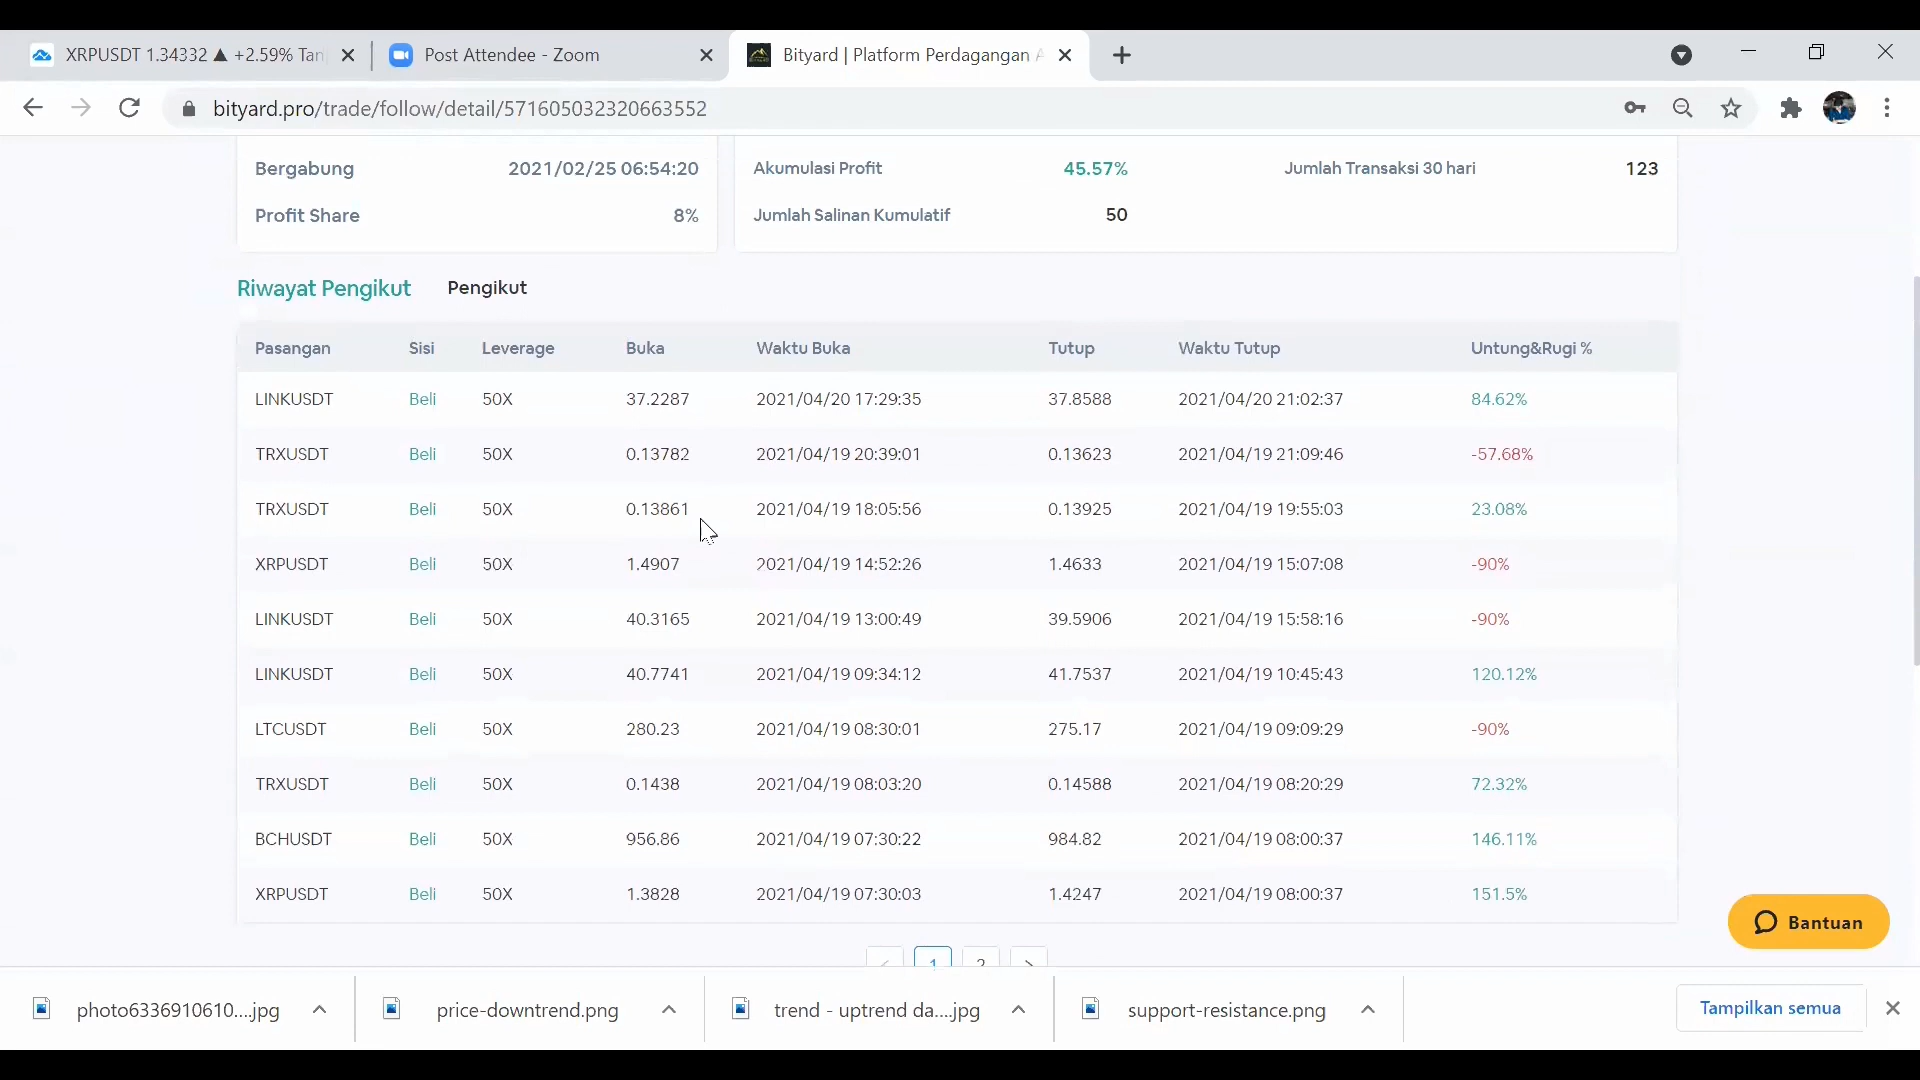 XRPUSDT 1.34332 ▲ +2.59% Tan
Post Attendee - Zoom
Bityard | Platform Perdagangan A
bityard.pro/trade/follow/detail/571605032320663552
Bergabung 2021/02/25 06:54:20
Akumulasi Profit 45.57% Jumlah Transaksi 30 hari 123
Profit Share 8%
Jumlah Salinan Kumulatif 50
Riwayat Pengikut Pengikut
Pasangan Sisi Leverage Buka Waktu Buka Tutup Waktu Tutup Untung&Rugi %
LINKUSDT Beli 50X 37.2287 2021/04/20 17:29:35 37.8588 2021/04/20 21:02:37 84.62%
TRXUSDT Beli 50X 0.13782 2021/04/19 20:39:01 0.13623 2021/04/19 21:09:46 -57.68%
TRXUSDT Beli 50X 0.13861 2021/04/19 18:05:56 0.13925 2021/04/19 19:55:03 23.08%
XRPUSDT Beli 50X 1.4907 2021/04/19 14:52:26 1.4633 2021/04/19 15:07:08 -90%
LINKUSDT Beli 50X 40.3165 2021/04/19 13:00:49 39.5906 2021/04/19 15:58:16 -90%
LINKUSDT Beli 50X 40.7741 2021/04/19 09:34:12 41.7537 2021/04/19 10:45:43 120.12%
LTCUSDT Beli 50X 280.23 2021/04/19 08:30:01 275.17 2021/04/19 09:09:29 -90%
TRXUSDT Beli 50X 0.1438 2021/04/19 08:03:20 0.14588 2021/04/19 08:20:29 72.32%
BCHUSDT Beli 50X 956.86 2021/04/19 07:30:22 984.82 2021/04/19 08:00:37 146.11%
XRPUSDT Beli 50X 1.3828 2021/04/19 07:30:03 1.4247 2021/04/19 08:00:37 151.5%
Bantuan
< 1 2 >
photo6336910610....jpg
price-downtrend.png
trend - uptrend da....jpg
support-resistance.png
Tampilkan semua